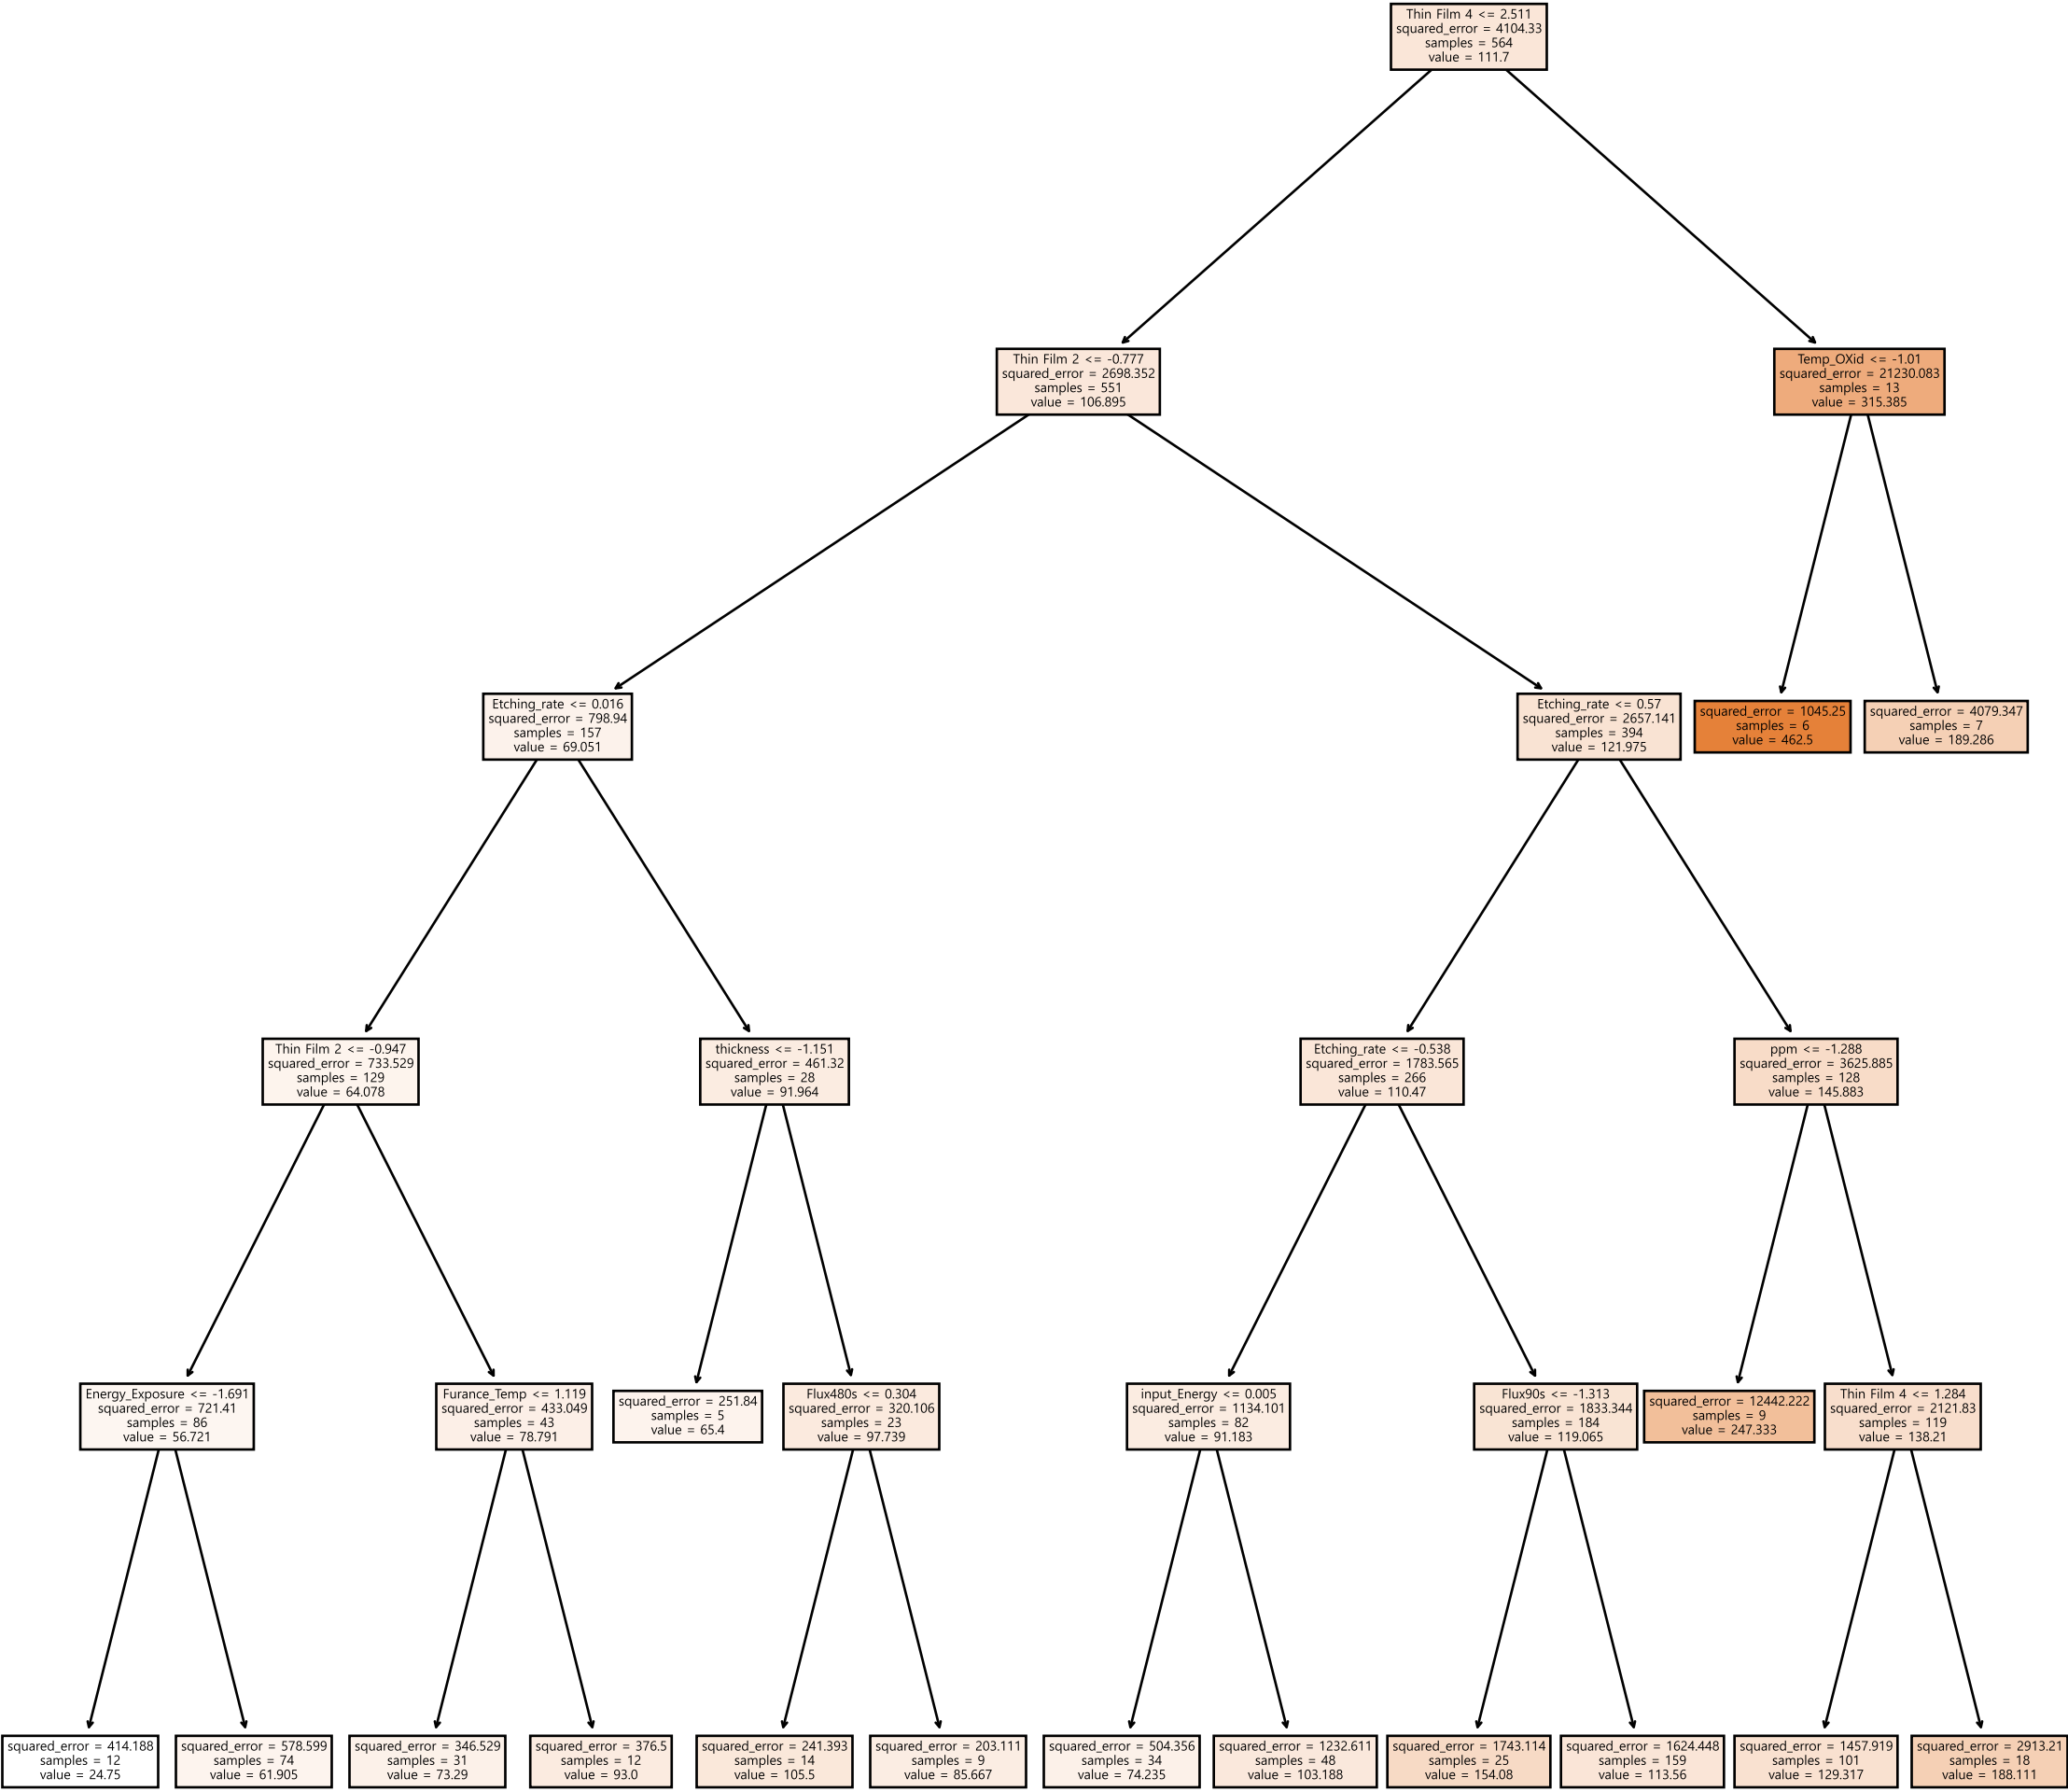 Thin Film 4 <= 2.511
squared_error = 4104.33
samples = 564
value = 111.7
Thin Film 2 <= -0.777
squared_error = 2698.352
samples = 551
value = 106.895
Temp_OXid <= -1.01
squared_error = 21230.083
samples = 13
value = 315.385
Etching_rate <= 0.016
squared_error = 798.94
samples = 157
value = 69.051
Etching_rate <= 0.57
squared_error = 2657.141
samples = 394
value = 121.975
squared_error = 1045.25
samples = 6
value = 462.5
squared_error = 4079.347
samples = 7
value = 189.286
Thin Film 2 <= -0.947
squared_error = 733.529
samples = 129
value = 64.078
thickness <= -1.151
squared_error = 461.32
samples = 28
value = 91.964
Etching_rate <= -0.538
squared_error = 1783.565
samples = 266
value = 110.47
ppm <= -1.288
squared_error = 3625.885
samples = 128
value = 145.883
Energy_Exposure <= -1.691
squared_error = 721.41
samples = 86
value = 56.721
Furance_Temp <= 1.119
squared_error = 433.049
samples = 43
value = 78.791
squared_error = 251.84
samples = 5
value = 65.4
Flux480s <= 0.304
squared_error = 320.106
samples = 23
value = 97.739
input_Energy <= 0.005
squared_error = 1134.101
samples = 82
value = 91.183
Flux90s <= -1.313
squared_error = 1833.344
samples = 184
value = 119.065
squared_error = 12442.222
samples = 9
value = 247.333
Thin Film 4 <= 1.284
squared_error = 2121.83
samples = 119
value = 138.21
squared_error = 414.188
samples = 12
value = 24.75
squared_error = 578.599
samples = 74
value = 61.905
squared_error = 346.529
samples = 31
value = 73.29
squared_error = 376.5
samples = 12
value = 93.0
squared_error = 241.393
samples = 14
value = 105.5
squared_error = 203.111
samples = 9
value = 85.667
squared_error = 504.356
samples = 34
value = 74.235
squared_error = 1232.611
samples = 48
value = 103.188
squared_error = 1743.114
samples = 25
value = 154.08
squared_error = 1624.448
samples = 159
value = 113.56
squared_error = 1457.919
samples = 101
value = 129.317
squared_error = 2913.21
samples = 18
value = 188.111